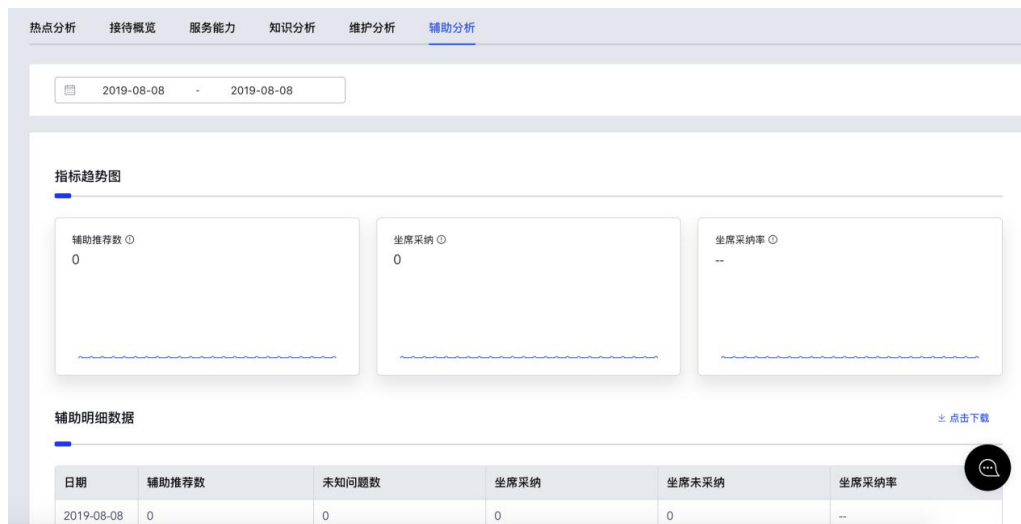 热点分析 接待概览 服务能力 知识分析 维护分析 辅助分析
2019-08-08 - 2019-08-08
指标趋势图
辅助推荐数 坐席采纳 坐席采纳率
0 0 --
辅助明细数据 点击下载
日期 辅助推荐数 未知问题数 坐席采纳 坐席未采纳 坐席采纳率
2019-08-08 0 0 0 0 --